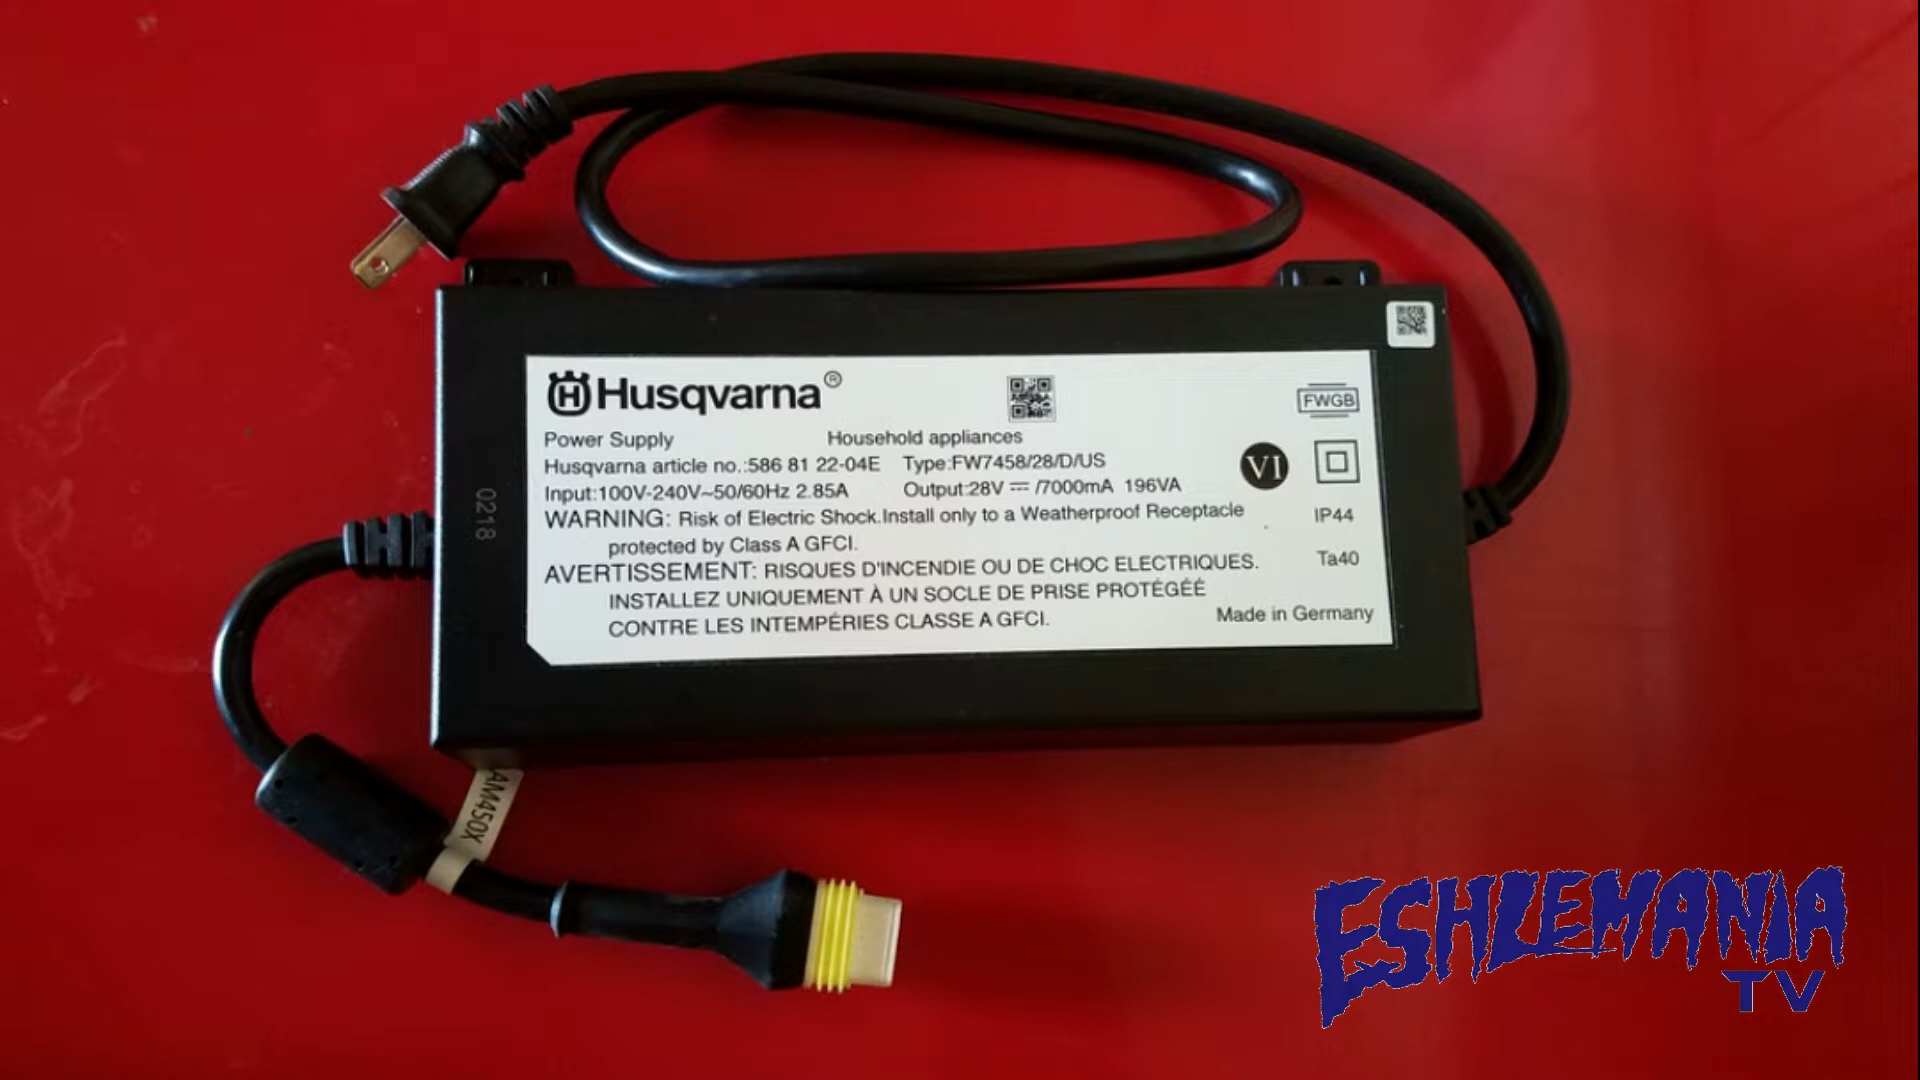 Husqvarna®
FWGB
Power Supply Household appliances
Husqvarna article no.:586 81 22-04E Type:FW7458/28/D/US
VI
Input:100V-240V~50/60Hz 2.85A Output:28V ⎓ /7000mA 196VA
WARNING: Risk of Electric Shock.Install only to a Weatherproof Receptacle
protected by Class A GFCI.
IP44
AVERTISSEMENT: RISQUES D'INCENDIE OU DE CHOC ELECTRIQUES.
Ta40
INSTALLEZ UNIQUEMENT À UN SOCLE DE PRISE PROTÉGÉÉ
CONTRE LES INTEMPÉRIES CLASSE A GFCI.
Made in Germany
0218
AM450X
ESHLEMANIA
TV